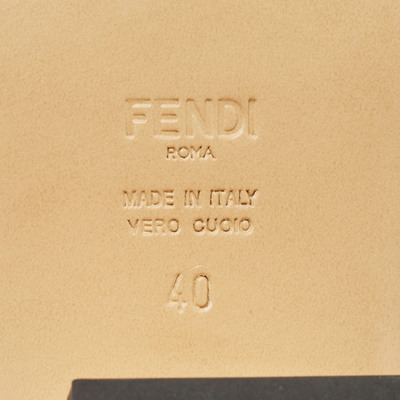 FENDI
ROMA
MADE IN ITALY
VERO CUOIO
40